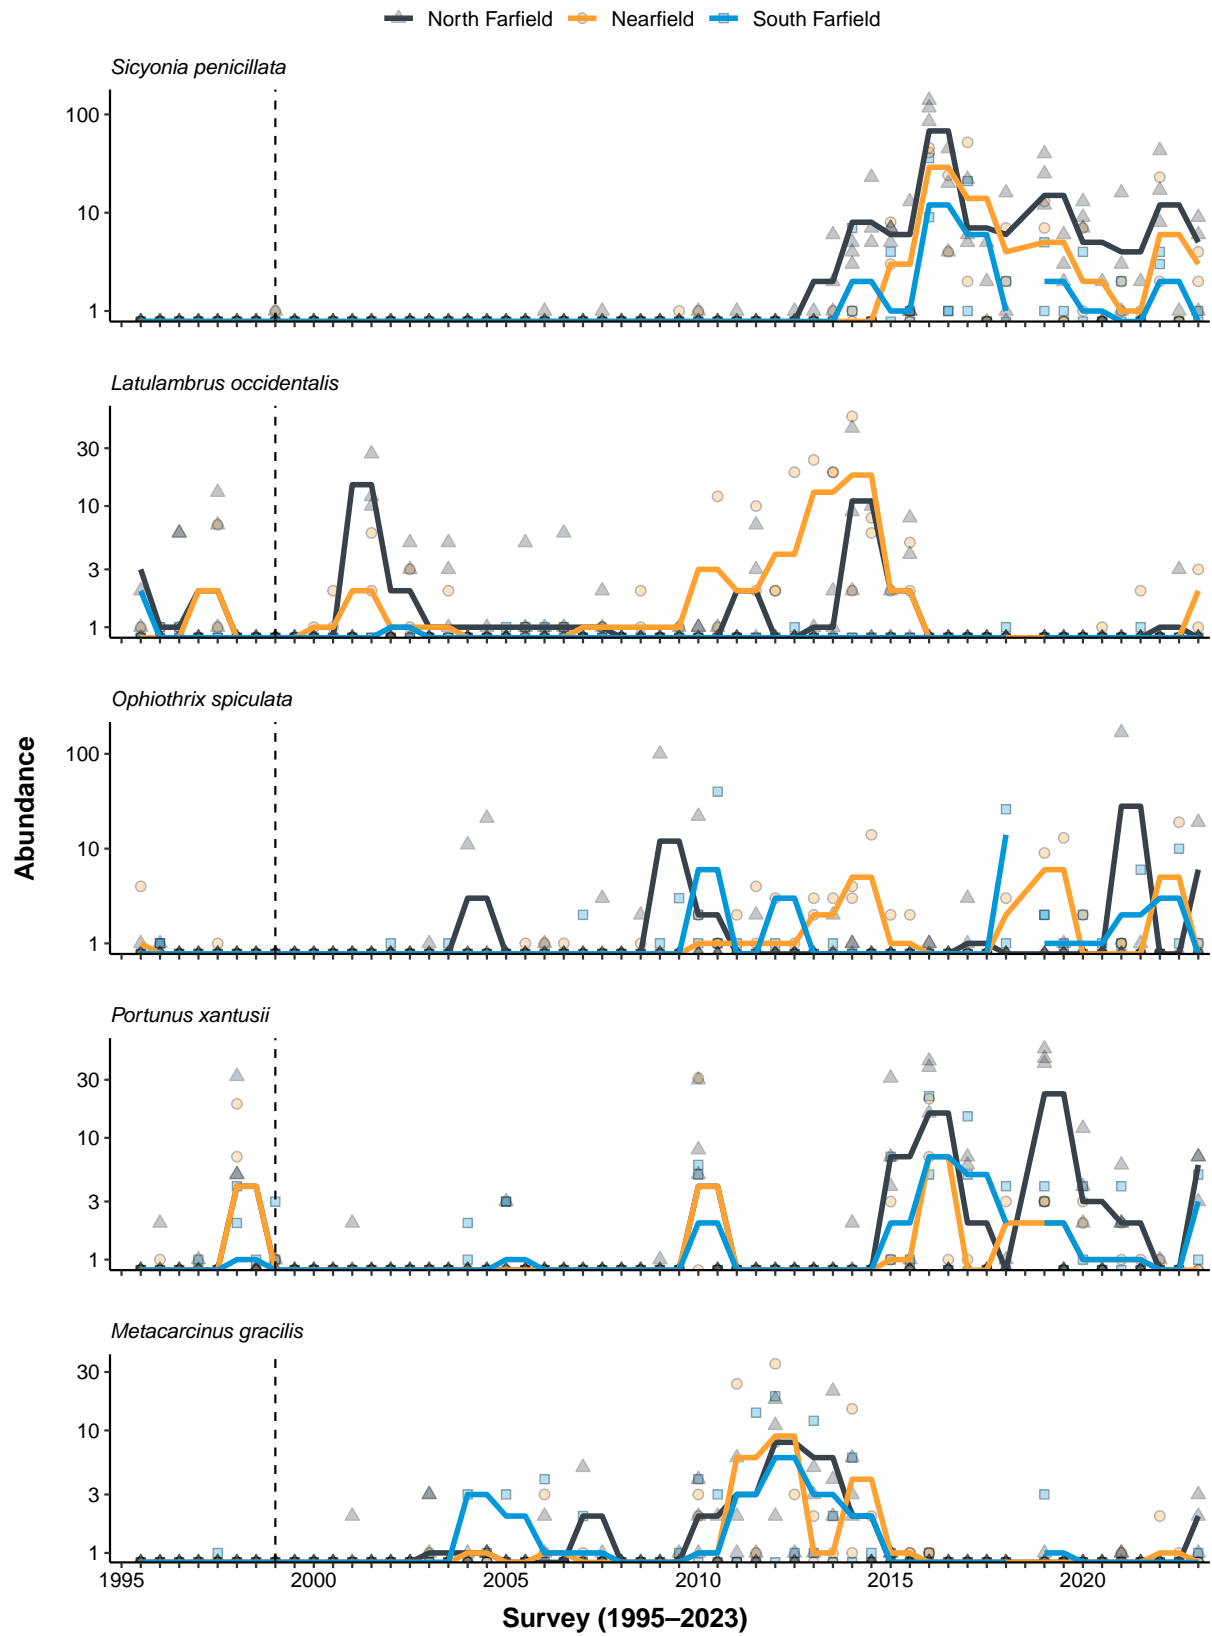 North Farfield Nearfield South Farfield
Sicyonia penicillata
100
10
1
Latulambrus occidentalis
30
10
3
1
Ophiothrix spiculata
100
10
1
Abundance
Portunus xantusii
30
10
3
1
Metacarcinus gracilis
30
10
3
1
1995 2000 2005 2010 2015 2020
Survey (1995–2023)